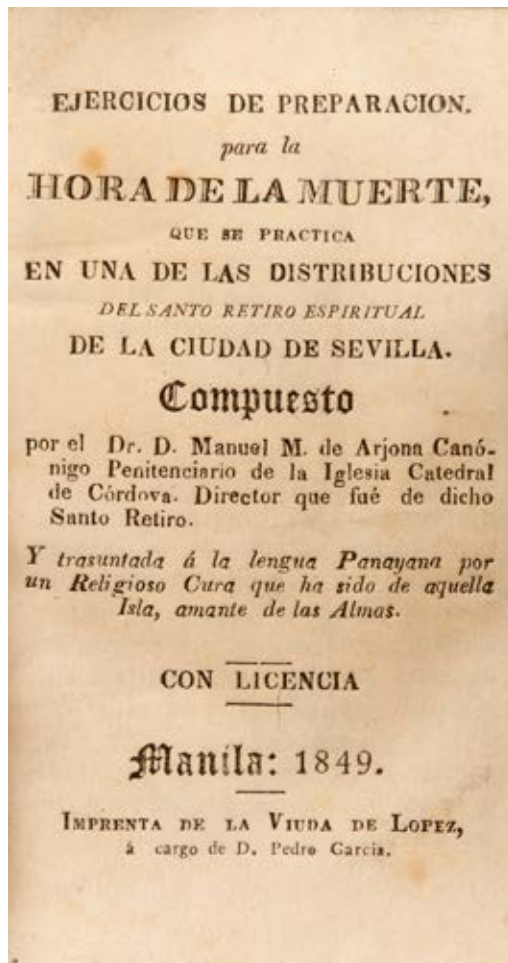 EJERCICIOS DE PREPARACION.
para la
HORA DE LA MUERTE,
QUE SE PRACTICA
EN UNA DE LAS DISTRIBUCIONES
DEL SANTO RETIRO ESPIRITUAL
DE LA CIUDAD DE SEVILLA.
Compuesto
por el Dr. D. Manuel M. de Arjona Canó-
nigo Penitenciario de la Iglesia Catedral
de Córdova. Director que fué de dicho
Santo Retiro.
Y trasuntada á la lengua Panayana por
un Religioso Cura que ha sido de aquella
Isla, amante de las Almas.
CON LICENCIA
Manila: 1849.
IMPRENTA DE LA VIUDA DE LOPEZ,
á cargo de D. Pedro Garcia.